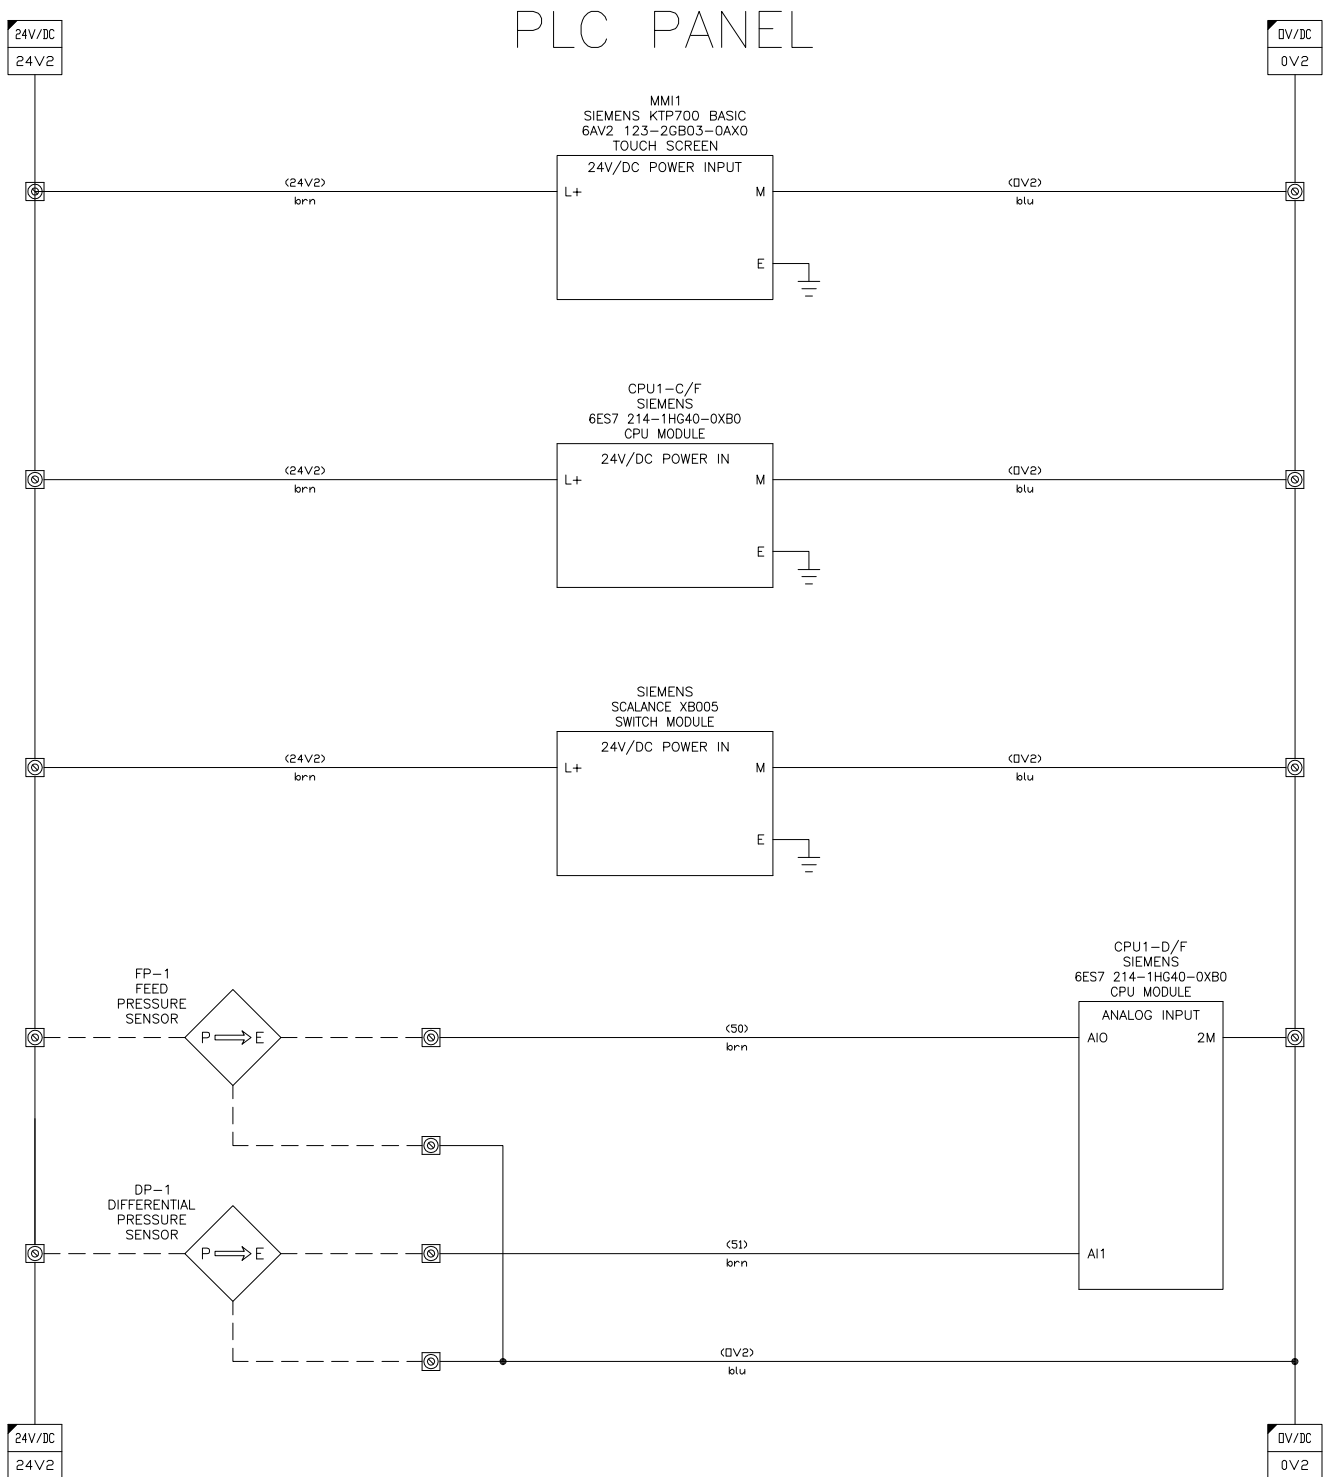 PLC PANEL
24V/DC
24V2
0V/DC
0V2
MMI1
SIEMENS KTP700 BASIC
6AV2 123-2GB03-0AX0
TOUCH SCREEN
24V/DC POWER INPUT
(24V2)
brn
L+
M
(0V2)
blu
E
CPU1-C/F
SIEMENS
6ES7 214-1HG40-0XB0
CPU MODULE
24V/DC POWER IN
(24V2)
brn
L+
M
(0V2)
blu
E
SIEMENS
SCALANCE XB005
SWITCH MODULE
24V/DC POWER IN
(24V2)
brn
L+
M
(0V2)
blu
E
CPU1-D/F
SIEMENS
6ES7 214-1HG40-0XB0
CPU MODULE
ANALOG INPUT
FP-1
FEED
PRESSURE
SENSOR
P E
(50)
brn
AI0
2M
DP-1
DIFFERENTIAL
PRESSURE
SENSOR
P E
(51)
brn
AI1
(0V2)
blu
24V/DC
24V2
0V/DC
0V2